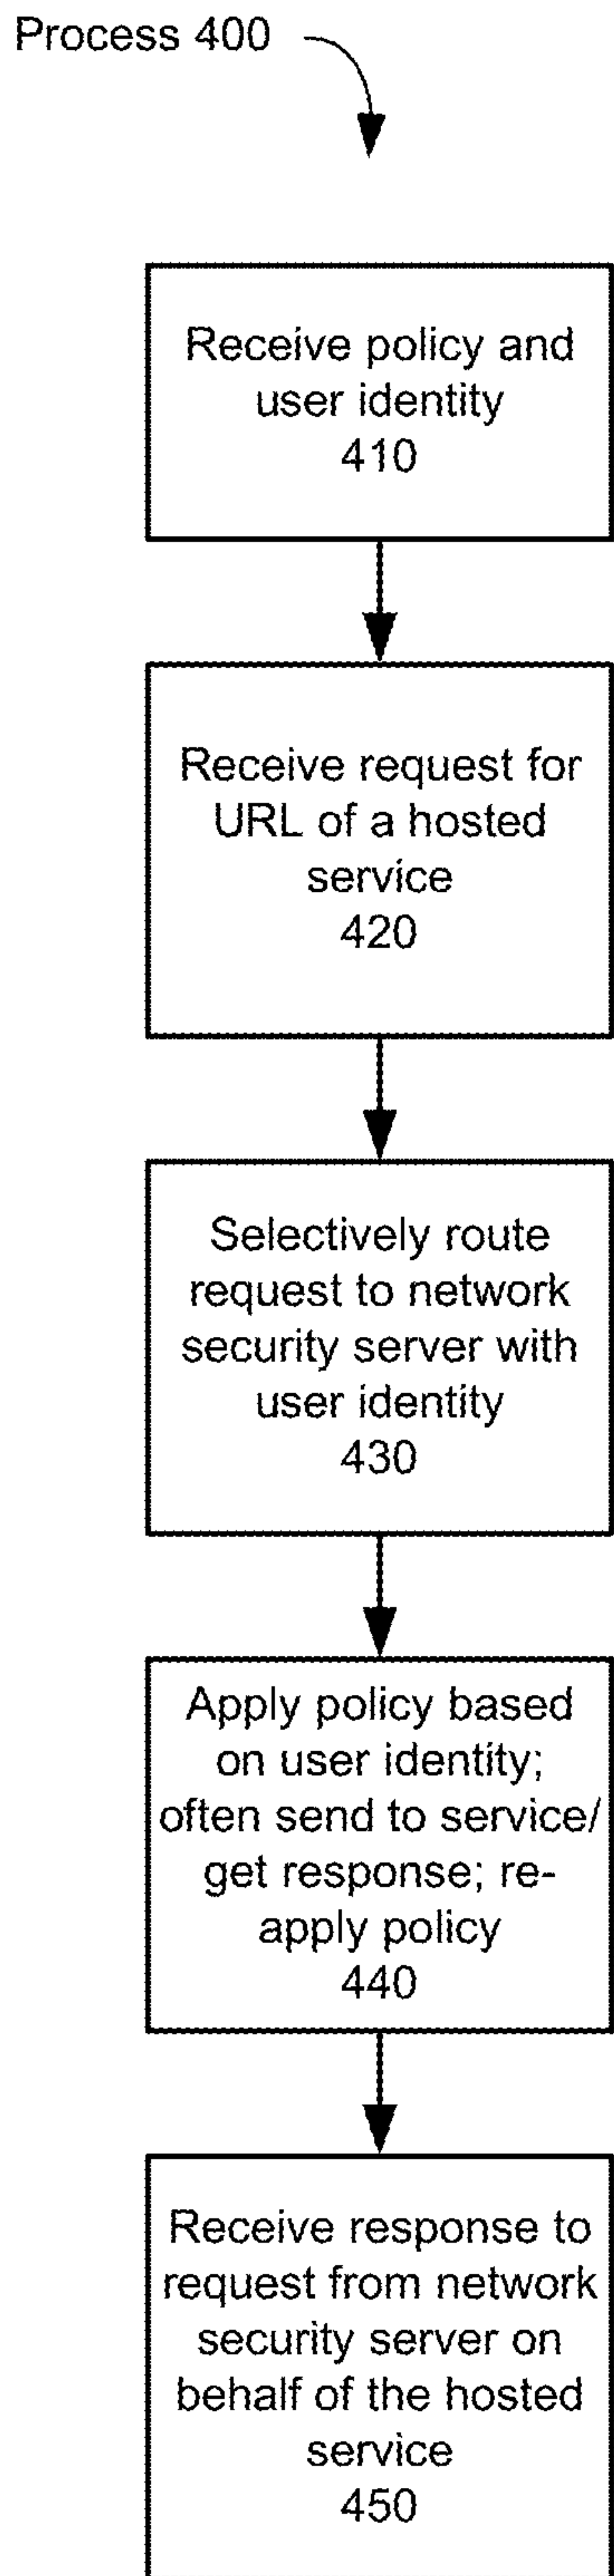 Process 400
Receive policy and
user identity
410
Receive request for
URL of a hosted
service
420
Selectively route
request to network
security server with
user identity
430
Apply policy based
on user identity;
often send to service/
get response; re-
apply policy
440
Receive response to
request from network
security server on
behalf of the hosted
service
450